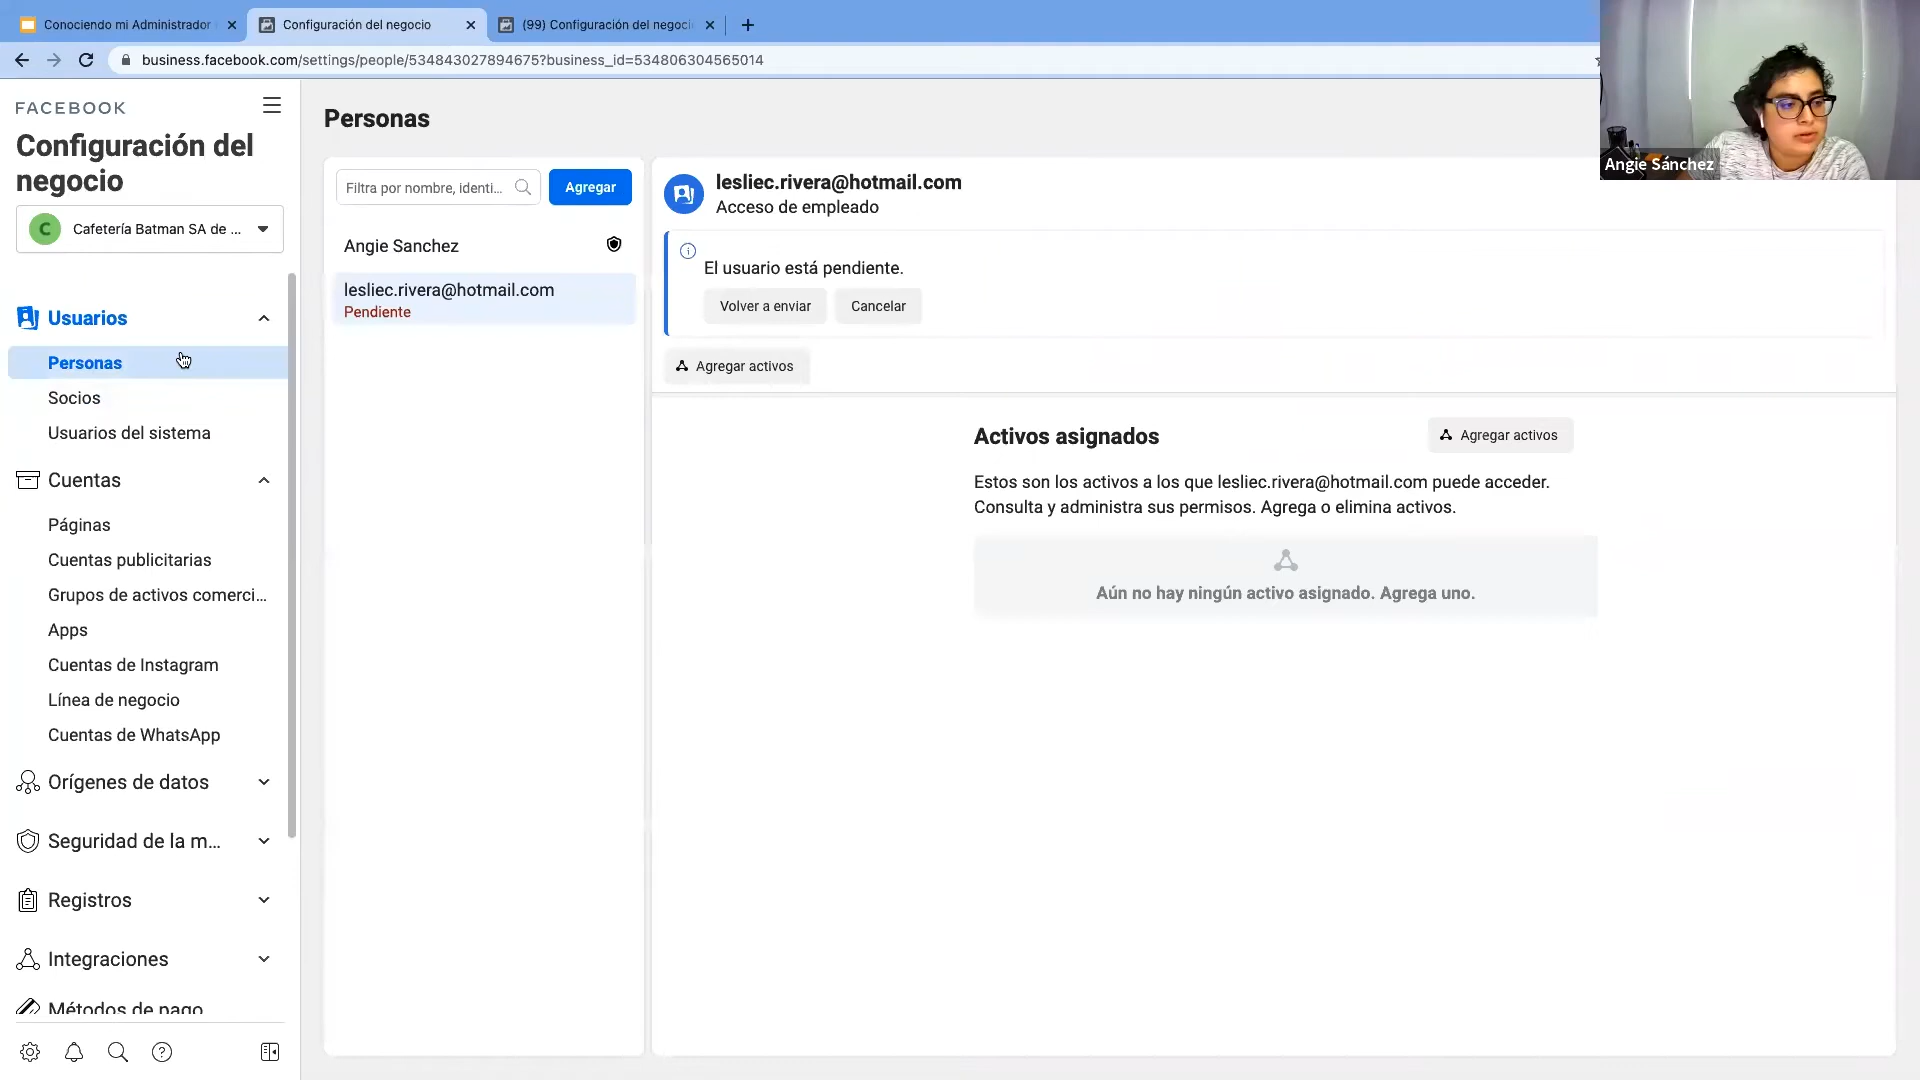 Conociendo mi Administrador
Configuración del negocio
(99) Configuración del negoci
business.facebook.com/settings/people/534843027894675?business_id=534806304565014
FACEBOOK
Configuración del
negocio
C
Cafetería Batman SA de ...
Usuarios
Personas
Socios
Usuarios del sistema
Cuentas
Páginas
Cuentas publicitarias
Grupos de activos comerci...
Apps
Cuentas de Instagram
Línea de negocio
Cuentas de WhatsApp
Orígenes de datos
Seguridad de la m...
Registros
Integraciones
Métodos de pago
Personas
Filtra por nombre, identi...
Agregar
Angie Sanchez
lesliec.rivera@hotmail.com
Pendiente
lesliec.rivera@hotmail.com
Acceso de empleado
El usuario está pendiente.
Volver a enviar
Cancelar
Agregar activos
Activos asignados
Agregar activos
Estos son los activos a los que lesliec.rivera@hotmail.com puede acceder.
Consulta y administra sus permisos. Agrega o elimina activos.
Aún no hay ningún activo asignado. Agrega uno.
Angie Sánchez